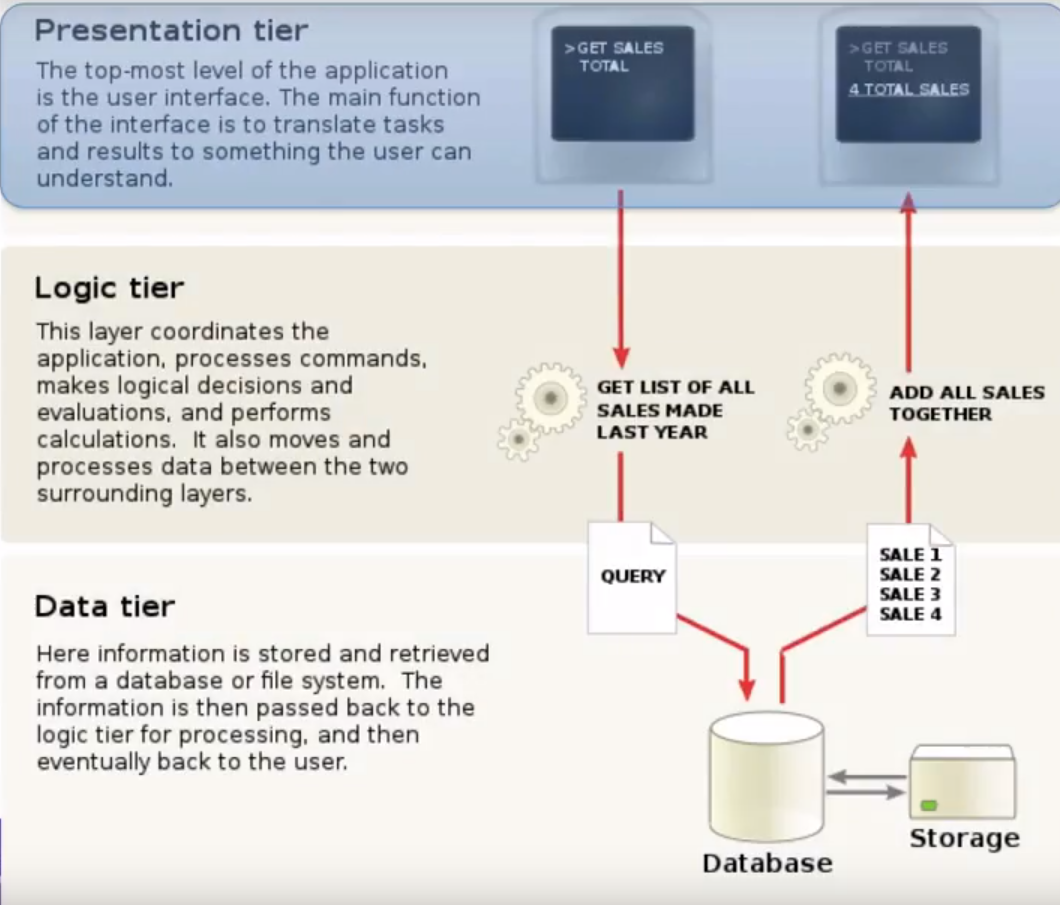 Presentation tier
The top-most level of the application
is the user interface. The main function
of the interface is to translate tasks
and results to something the user can
understand.
>GET SALES
TOTAL
>GET SALES
TOTAL
4 TOTAL SALES
Logic tier
This layer coordinates the
application, processes commands,
makes logical decisions and
evaluations, and performs
calculations. It also moves and
processes data between the two
surrounding layers.
GET LIST OF ALL
SALES MADE
LAST YEAR
ADD ALL SALES
TOGETHER
Data tier
Here information is stored and retrieved
from a database or file system. The
information is then passed back to the
logic tier for processing, and then
eventually back to the user.
QUERY
SALE 1
SALE 2
SALE 3
SALE 4
Database
Storage